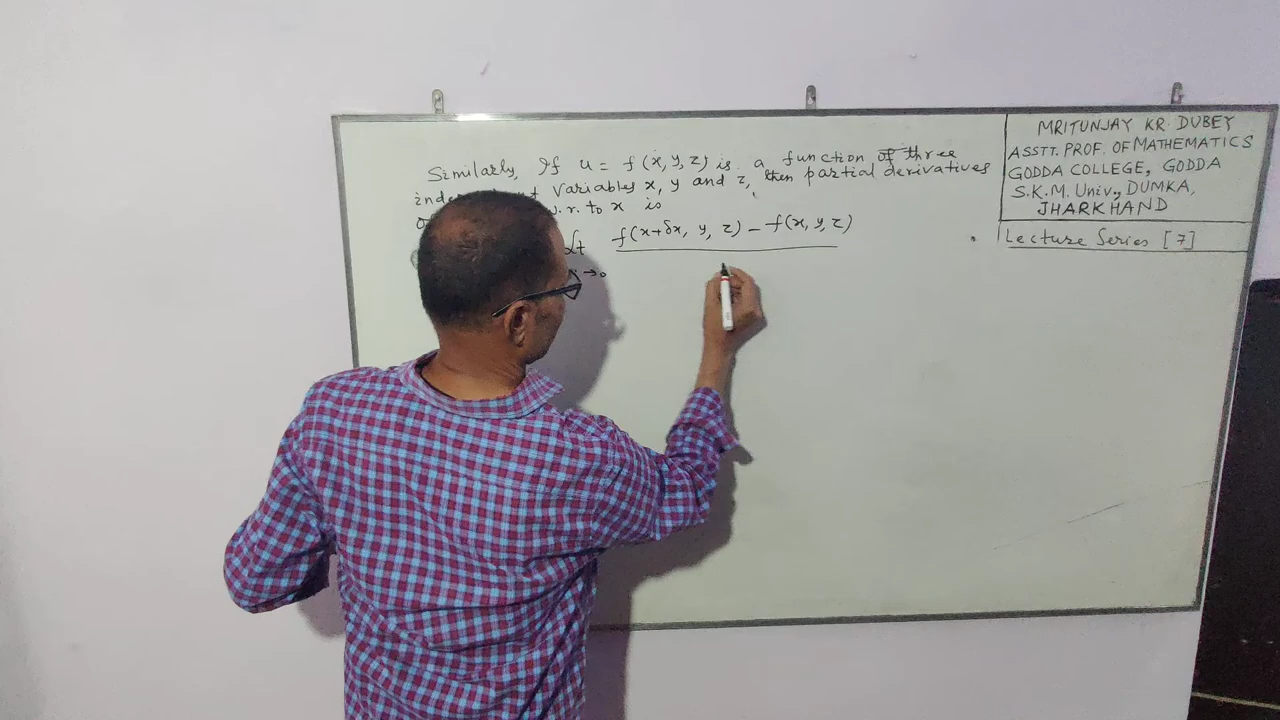 Similarly, If u = f(x, y, z) is a function of three
variables x, y and z, then partial derivatives
w.r. to x is
f(x+δx, y, z) - f(x, y, z)
→0
MRITUNJAY KR. DUBEY
ASSTT. PROF. OF MATHEMATICS
GODDA COLLEGE, GODDA
S.K.M. Univ., DUMKA,
JHARKHAND
Lecture Series [7]